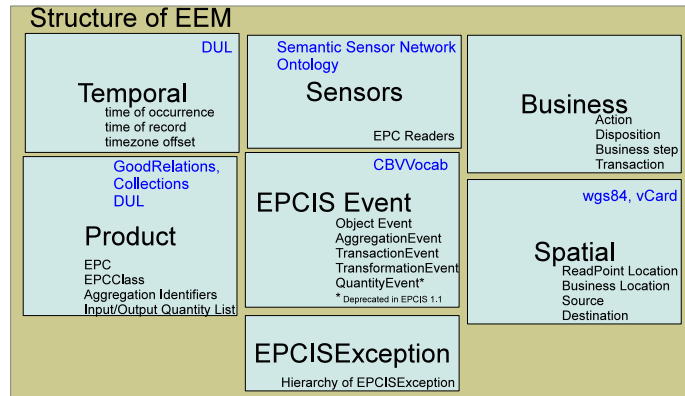 Structure of EEM
DUL
Temporal
time of occurrence
time of record
timezone offset
Semantic Sensor Network
Ontology
Sensors
EPC Readers
Business
Action
Disposition
Business step
Transaction
GoodRelations,
Collections
DUL
Product
EPC
EPCClass
Aggregation Identifiers
Input/Output Quantity List
CBVVocab
EPCIS Event
Object Event
AggregationEvent
TransactionEvent
TransformationEvent
QuantityEvent*
* Deprecated in EPCIS 1.1
wgs84, vCard
Spatial
ReadPoint Location
Business Location
Source
Destination
EPCISException
Hierarchy of EPCISException